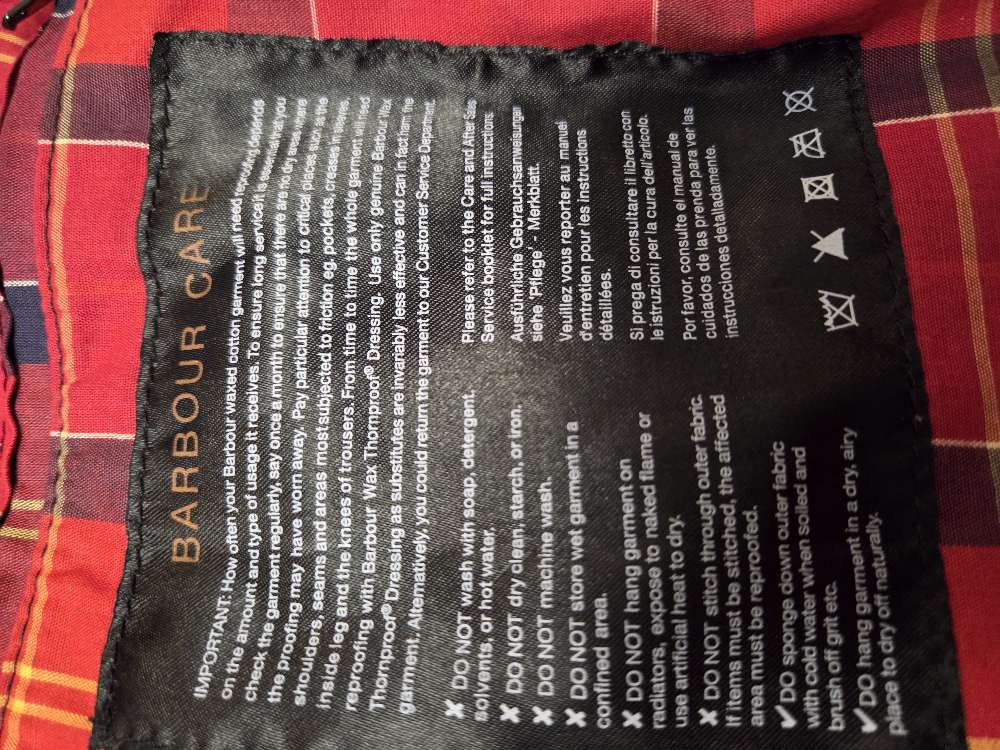 BARBOUR CARE
IMPORTANT: How often your Barbour waxed cotton garment will need reproofing depends
on the amount and type of usage it receives. To ensure long service it is essential that you
check the garment regularly, say once a month to ensure that there are no dry areas where
the proofing may have worn away. Pay particular attention to critical places such as the
shoulders, seams and areas most subjected to friction eg. pockets, creases in sleeves,
inside leg and the knees of trousers. From time to time the whole garment will need
reproofing with Barbour Wax Thornproof® Dressing. Use only genuine Barbour Wax
Thornproof® Dressing as substitutes are invariably less effective and can in fact harm the
garment. Alternatively, you could return the garment to our Customer Service Department.
✘ DO NOT wash with soap, detergent,
solvents, or hot water.
✘ DO NOT dry clean, starch, or iron.
✘ DO NOT machine wash.
✘ DO NOT store wet garment in a
confined area.
✘ DO NOT hang garment on
radiators, expose to naked flame or
use artificial heat to dry.
✘ DO NOT stitch through outer fabric.
If items must be stitched, the affected
area must be reproofed.
✔ DO sponge down outer fabric
with cold water when soiled and
brush off grit etc.
✔ DO hang garment in a dry, airy
place to dry off naturally.
Please refer to the Care and After Sales
Service booklet for full instructions
Ausführliche Gebrauchsanweisungen
siehe 'Pflege' - Merkblatt.
Veuillez vous reporter au manuel
d'entretien pour les instructions
détaillées.
Si prega di consultare il libretto con
le istruzioni per la cura dell'articolo.
Por favor, consulte el manual de
cuidados de las prenda para ver las
instrucciones detalladamente.